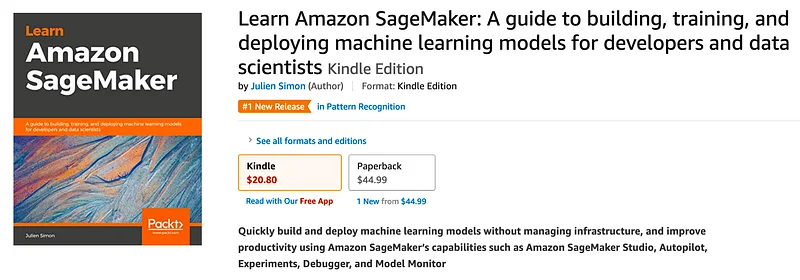 Learn
Amazon
SageMaker
A guide to building, training, and deploying machine learning models
for developers and data scientists
Packt>
www.packt.com
Julien Simon
Learn Amazon SageMaker: A guide to building, training, and
deploying machine learning models for developers and data
scientists Kindle Edition
by Julien Simon (Author) Format: Kindle Edition
#1 New Release in Pattern Recognition
› See all formats and editions
Kindle
$20.80
Paperback
$44.99
Read with Our Free App
1 New from $44.99
Quickly build and deploy machine learning models without managing infrastructure, and improve
productivity using Amazon SageMaker's capabilities such as Amazon SageMaker Studio, Autopilot,
Experiments, Debugger, and Model Monitor